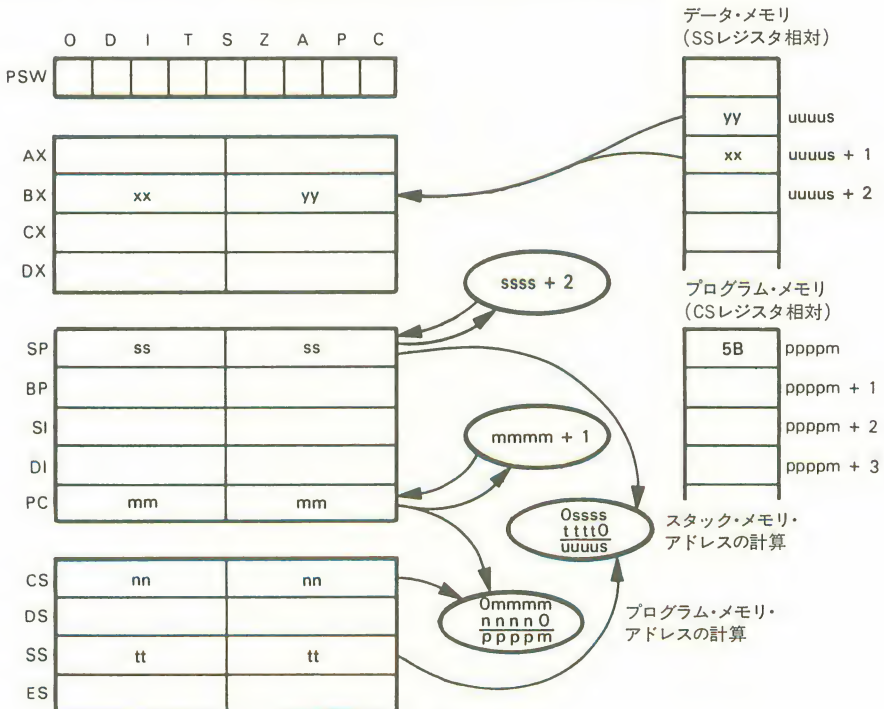 O D I T S Z A P C
PSW
AX
BX xx yy
CX
DX
SP ss ss
BP
SI
DI
PC mm mm
CS nn nn
DS
SS tt tt
ES
ssss + 2
mmmm + 1
0ssss
tttt0
uuuus
スタック・メモリ・
アドレスの計算
0mmmm
nnnn0
ppppm
プログラム・メモリ・
アドレスの計算
データ・メモリ
(SSレジスタ相対)
yy uuuus
xx uuuus + 1
uuuus + 2
プログラム・メモリ
(CSレジスタ相対)
5B ppppm
ppppm + 1
ppppm + 2
ppppm + 3